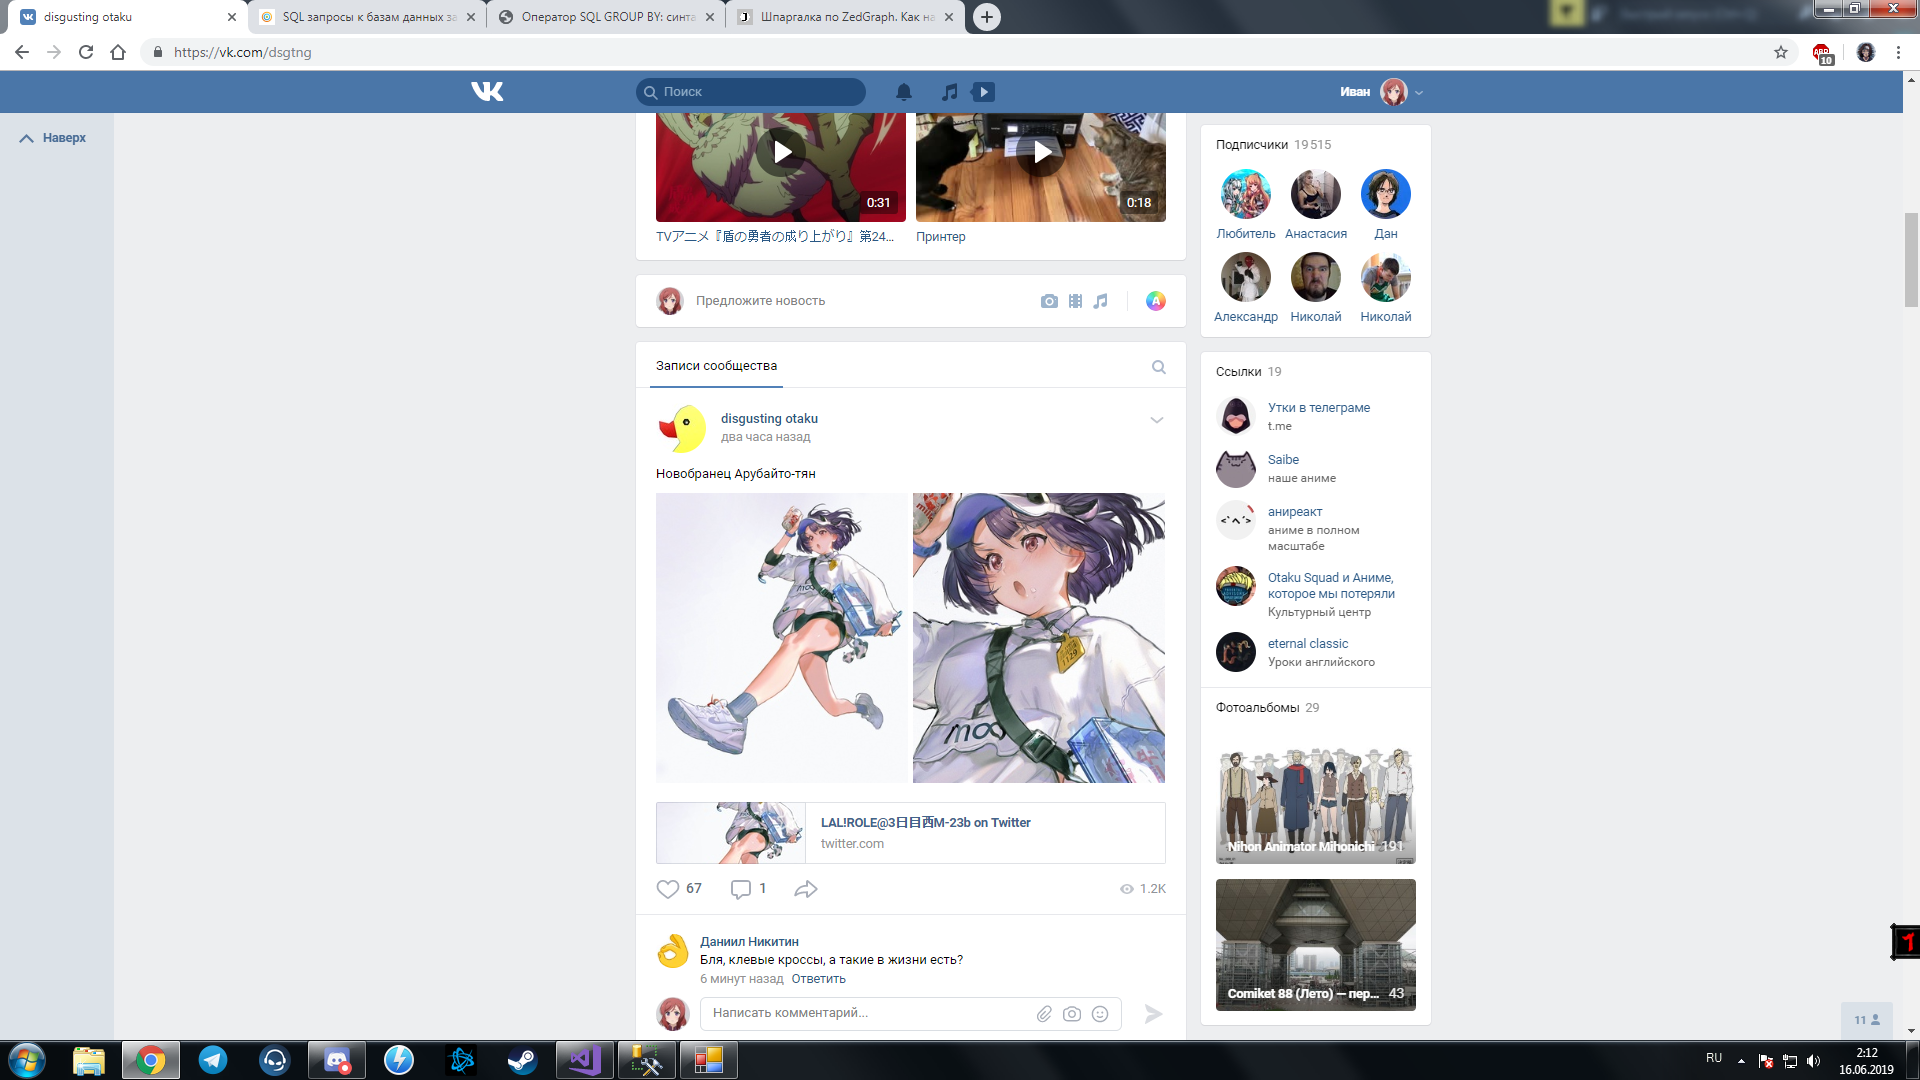 disgusting otaku
SQL запросы к базам данных за
Оператор SQL GROUP BY: синта
Шпаргалка по ZedGraph. Как на
https://vk.com/dsgtng
ABP
10
Поиск
Иван
Наверх
0:31
0:18
TVアニメ『盾の勇者の成り上がり』第24...
Принтер
Предложите новость
A
Записи сообщества
disgusting otaku
два часа назад
Новобранец Арубайто-тян
milk
moo
1129
LAL!ROLE@3日目西M-23b on Twitter
twitter.com
67
1
1.2K
Даниил Никитин
Бля, клевые кроссы, а такие в жизни есть?
6 минут назад Ответить
Написать комментарий...
Подписчики 19 515
Любитель
Анастасия
Дан
Александр
Николай
Николай
Ссылки 19
Утки в телеграме
t.me
Saibe
наше аниме
аниреакт
аниме в полном
масштабе
Otaku Squad и Аниме,
которое мы потеряли
Культурный центр
eternal classic
Уроки английского
Фотоальбомы 29
Nihon Animator Mihonichi 191
Comiket 88 (Лето) — пер... 43
1
11
RU
2:12
16.06.2019